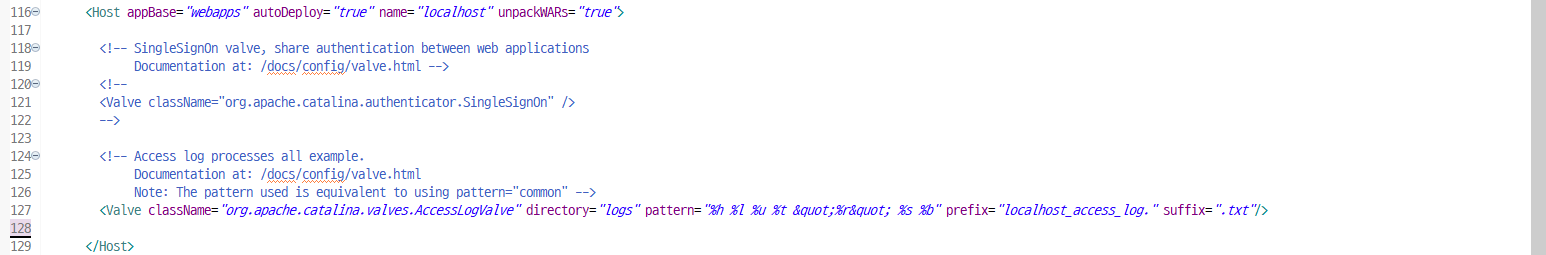 116 <Host appBase="webapps" autoDeploy="true" name="localhost" unpackWARs="true">
117
118 <!-- SingleSignOn valve, share authentication between web applications
119 Documentation at: /docs/config/valve.html -->
120 <!--
121 <Valve className="org.apache.catalina.authenticator.SingleSignOn" />
122 -->
123
124 <!-- Access log processes all example.
125 Documentation at: /docs/config/valve.html
126 Note: The pattern used is equivalent to using pattern="common" -->
127 <Valve className="org.apache.catalina.valves.AccessLogValve" directory="logs" pattern="%h %l %u %t &quot;%r&quot; %s %b" prefix="localhost_access_log." suffix=".txt"/>
128
129 </Host>